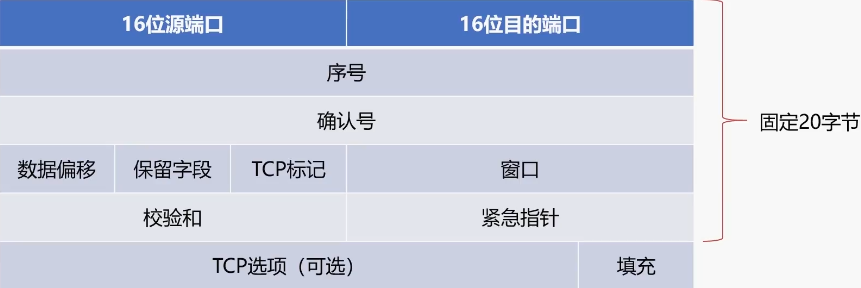 16位源端口 16位目的端口
序号
确认号
固定20字节
数据偏移 保留字段 TCP标记 窗口
校验和 紧急指针
TCP选项（可选） 填充